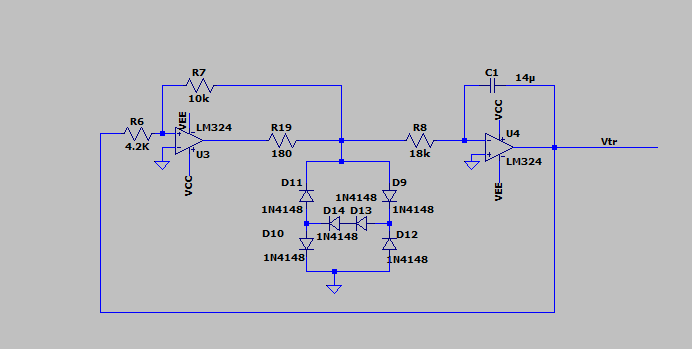 R7
10k
R6
4.2K
VEE
LM324
U3
VCC
R19
180
R8
18k
C1
14µ
VCC
U4
LM324
VEE
Vtr
D11
1N4148
D9
1N4148
1N4148
D14
D13
1N4148
D10
1N4148
D12
1N4148